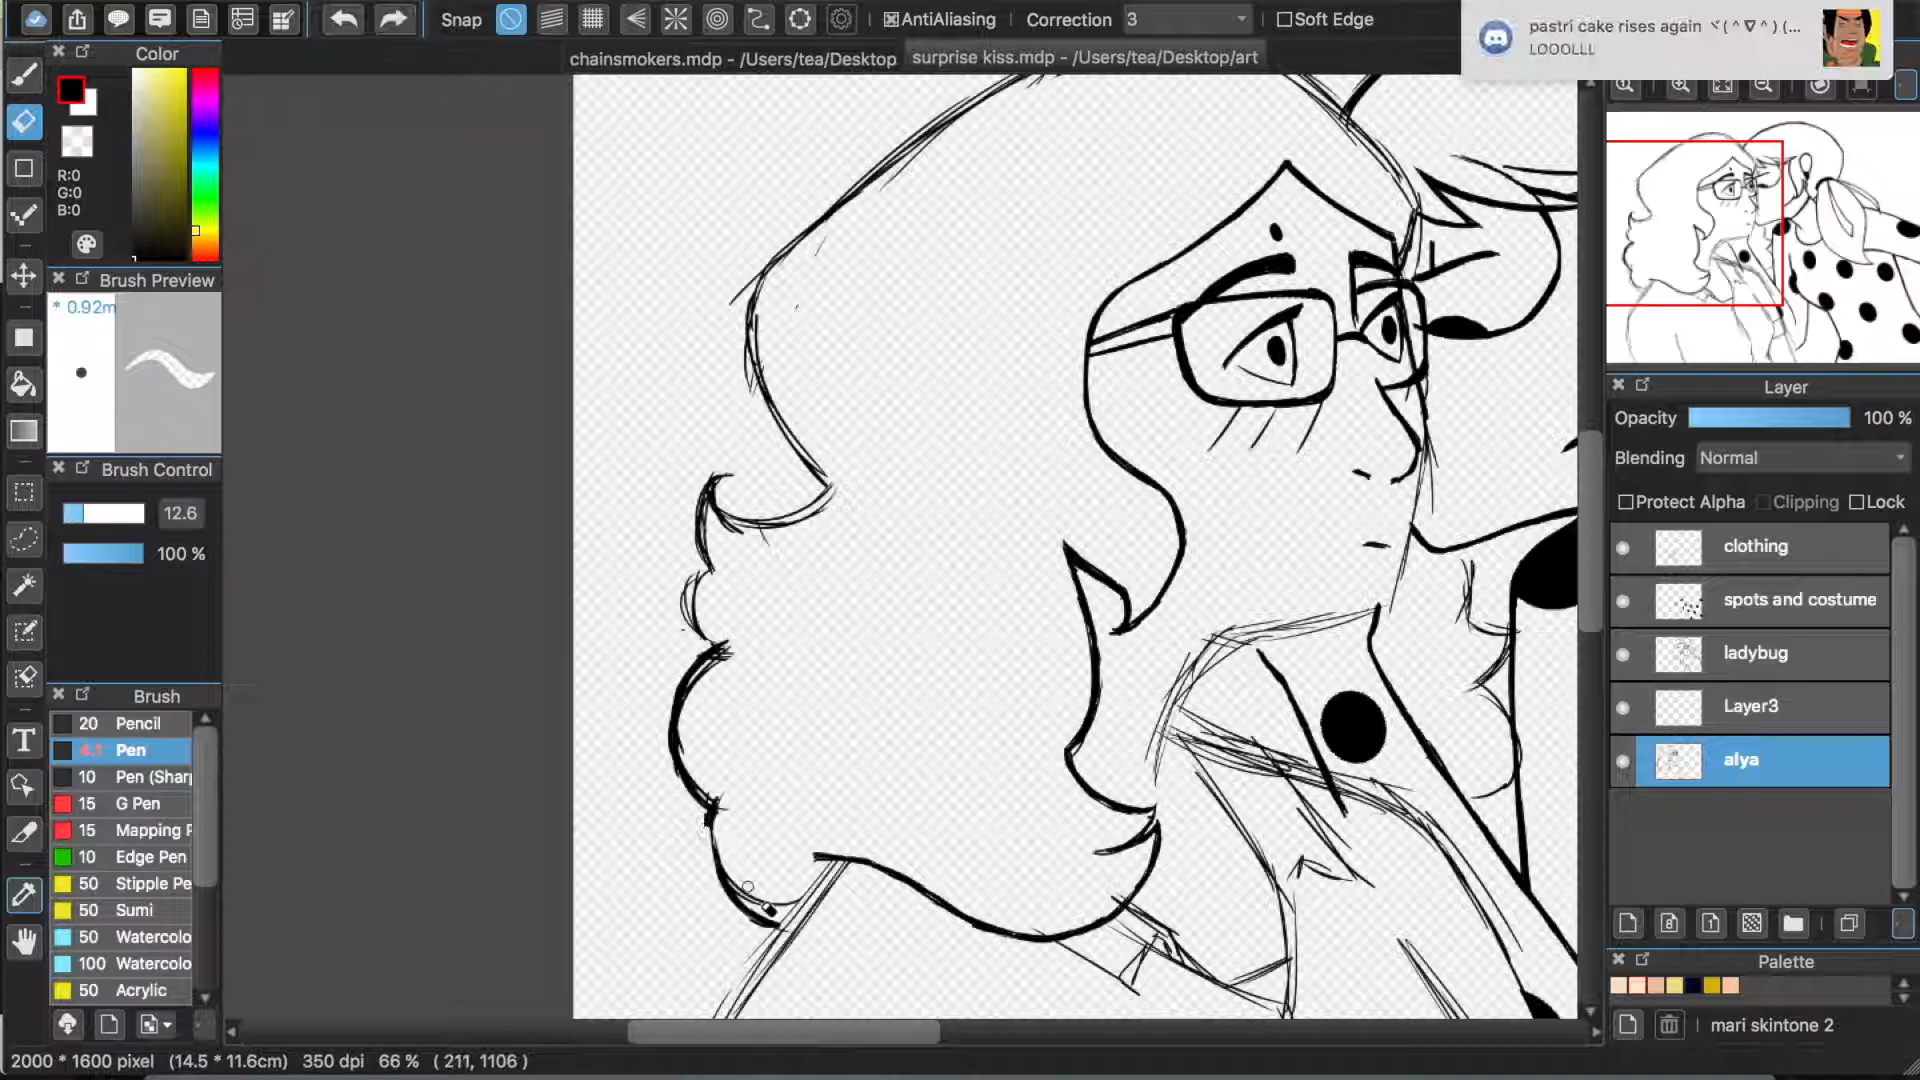 Snap
AntiAliasing
Correction 3
Soft Edge
pastri cake rises again ヾ(＾∇＾) (...
LOOOLLL
chainsmokers.mdp - /Users/tea/Desktop
surprise kiss.mdp - /Users/tea/Desktop/art
Color
R:0
G:0
B:0
Brush Preview
* 0.92m
Brush Control
12.6
100 %
Brush
20 Pencil
4.1 Pen
10 Pen (Shar
15 G Pen
15 Mapping P
10 Edge Pen
50 Stipple Pe
50 Sumi
50 Watercolo
100 Watercolo
50 Acrylic
Layer
Opacity 100 %
Blending Normal
Protect Alpha Clipping Lock
clothing
spots and costume
ladybug
Layer3
alya
Palette
mari skintone 2
2000 * 1600 pixel (14.5 * 11.6cm) 350 dpi 66 % ( 211, 1106 )